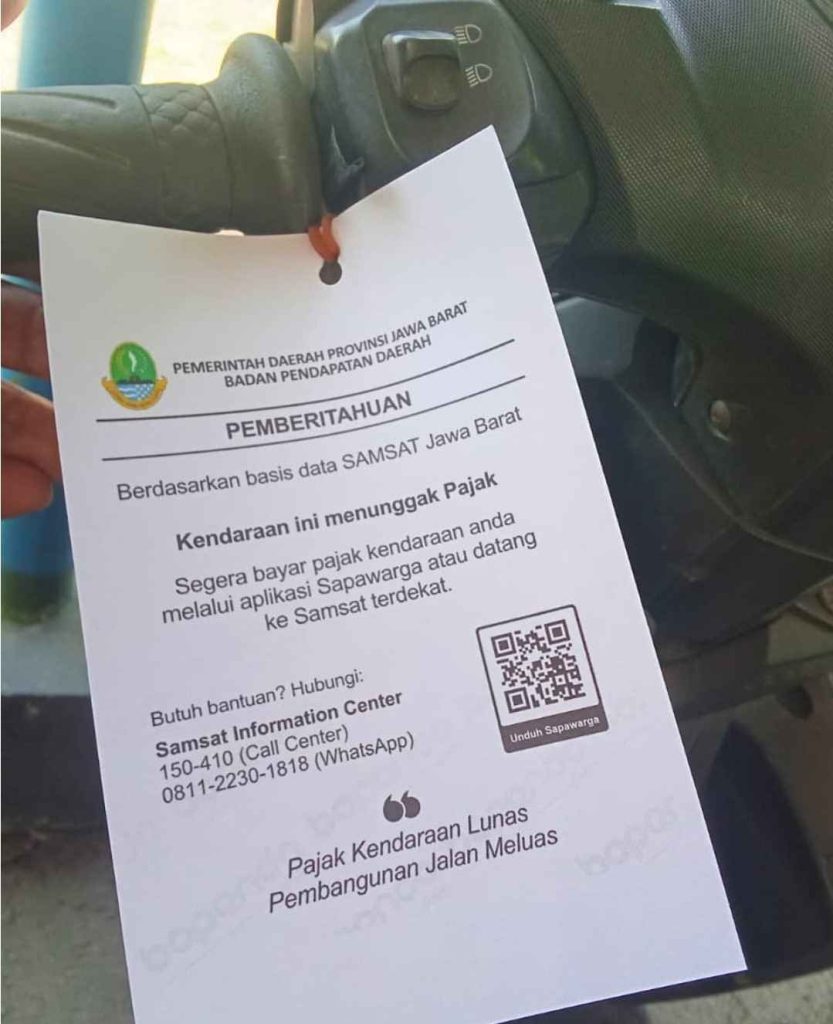 PEMERINTAH DAERAH PROVINSI JAWA BARAT
BADAN PENDAPATAN DAERAH
PEMBERITAHUAN
Berdasarkan basis data SAMSAT Jawa Barat
Kendaraan ini menunggak Pajak
Segera bayar pajak kendaraan anda
melalui aplikasi Sapawarga atau datang
ke Samsat terdekat.
Butuh bantuan? Hubungi:
Samsat Information Center
150-410 (Call Center)
0811-2230-1818 (WhatsApp)
Unduh Sapawarga
Pajak Kendaraan Lunas
Pembangunan Jalan Meluas